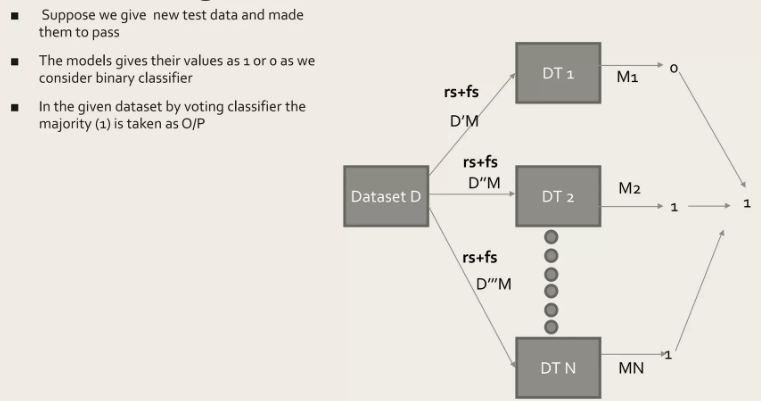 Suppose we give new test data and made
them to pass
The models gives their values as 1 or 0 as we
consider binary classifier
In the given dataset by voting classifier the
majority (1) is taken as O/P
DT 1
M1
0
rs+fs
D'M
rs+fs
D''M
Dataset D
DT 2
M2
1
1
rs+fs
D'''M
DT N
MN
1